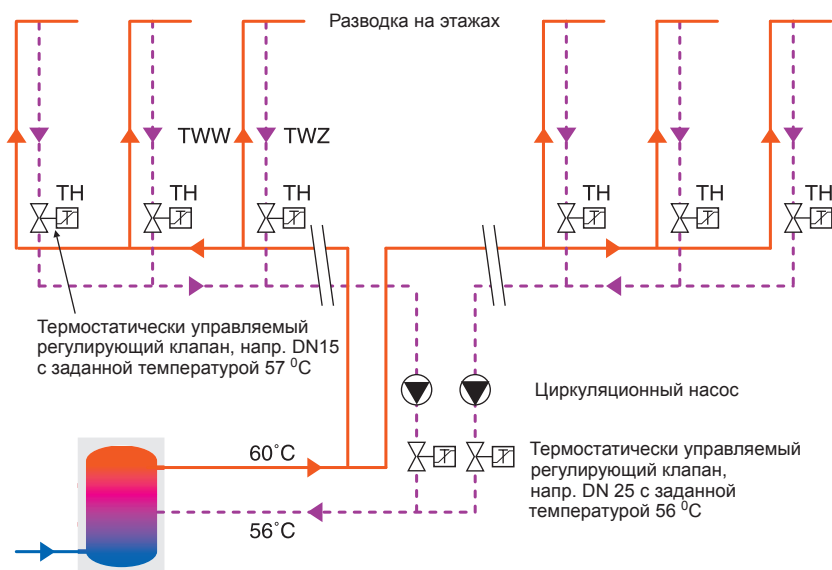 Разводка на этажах
TWW TWZ
TH TH TH TH TH TH
Термостатически управляемый
регулирующий клапан, напр. DN15
с заданной температурой 57 ⁰C
Циркуляционный насос
60˚C
Термостатически управляемый
регулирующий клапан,
напр. DN 25 с заданной
температурой 56 ⁰C
56˚C